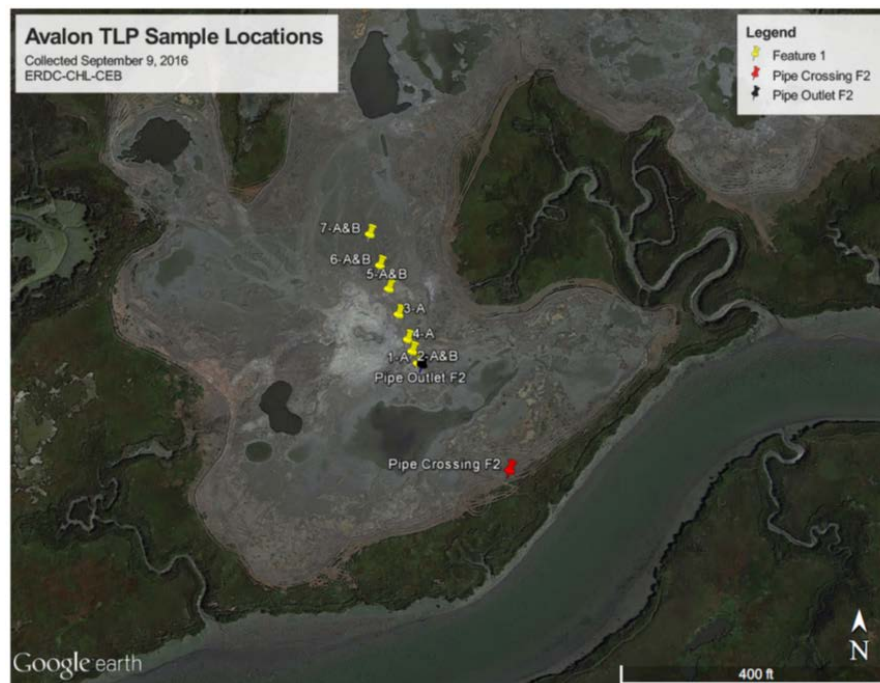 Avalon TLP Sample Locations
Collected September 9, 2016
ERDC-CHL-CEB
Legend
Feature 1
Pipe Crossing F2
Pipe Outlet F2
7-A&B
6-A&B
5-A&B
3-A
4-A
1-A 2-A&B
Pipe Outlet F2
Pipe Crossing F2
N
Google earth
400 ft